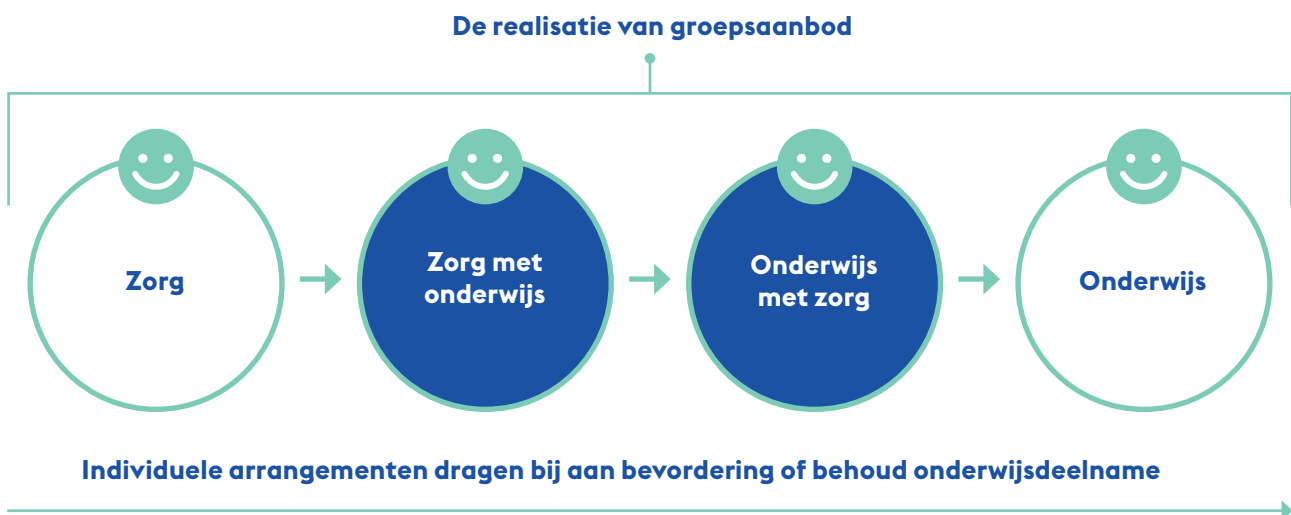 De realisatie van groepsaanbod
Zorg
Zorg met
onderwijs
Onderwijs
met zorg
Onderwijs
Individuele arrangementen dragen bij aan bevordering of behoud onderwijsdeelname